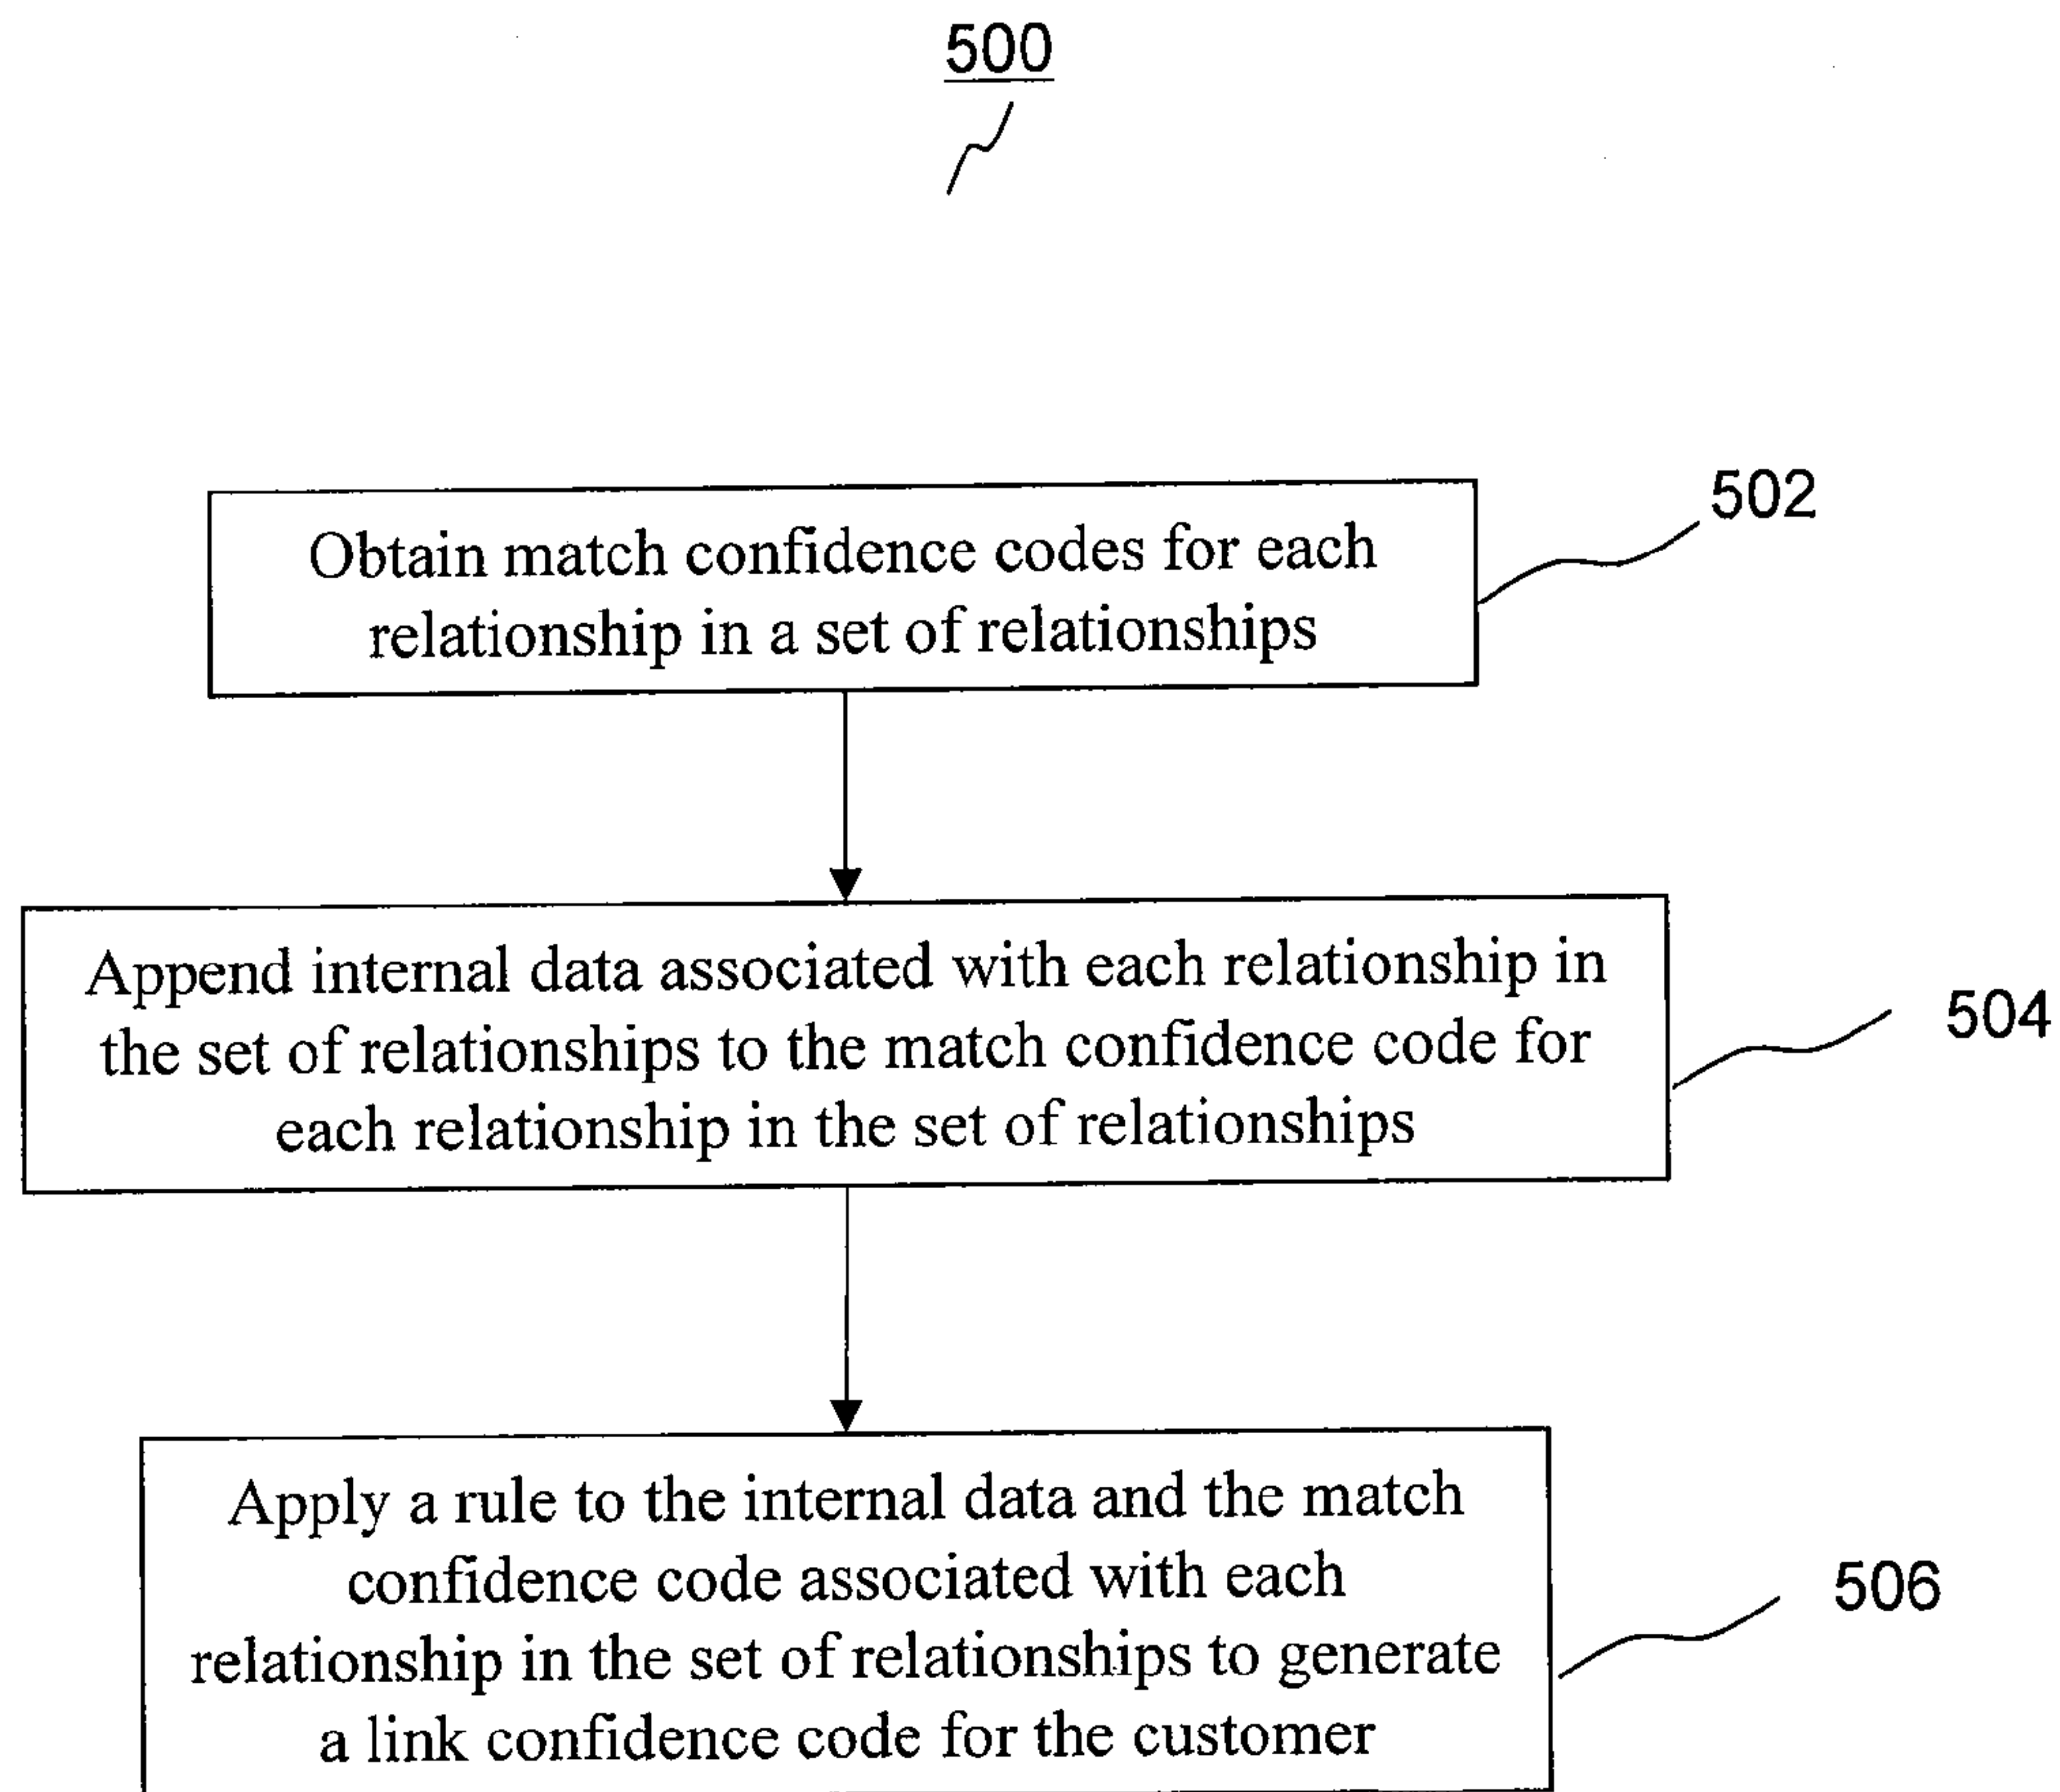 500
Obtain match confidence codes for each
relationship in a set of relationships
502
Append internal data associated with each relationship in
the set of relationships to the match confidence code for
each relationship in the set of relationships
504
Apply a rule to the internal data and the match
confidence code associated with each
relationship in the set of relationships to generate
a link confidence code for the customer
506